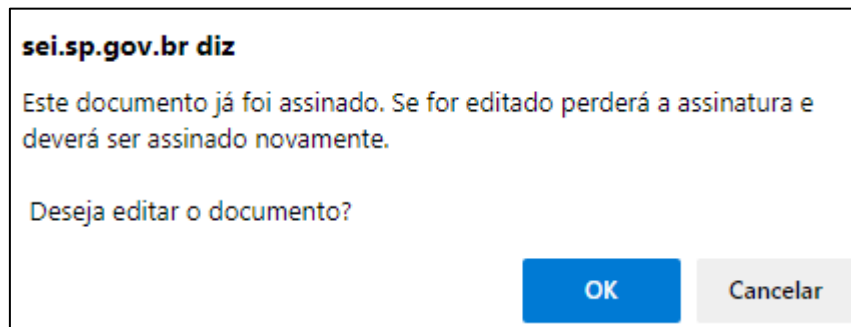 sei.sp.gov.br diz
Este documento já foi assinado. Se for editado perderá a assinatura e
deverá ser assinado novamente.
Deseja editar o documento?
OK
Cancelar